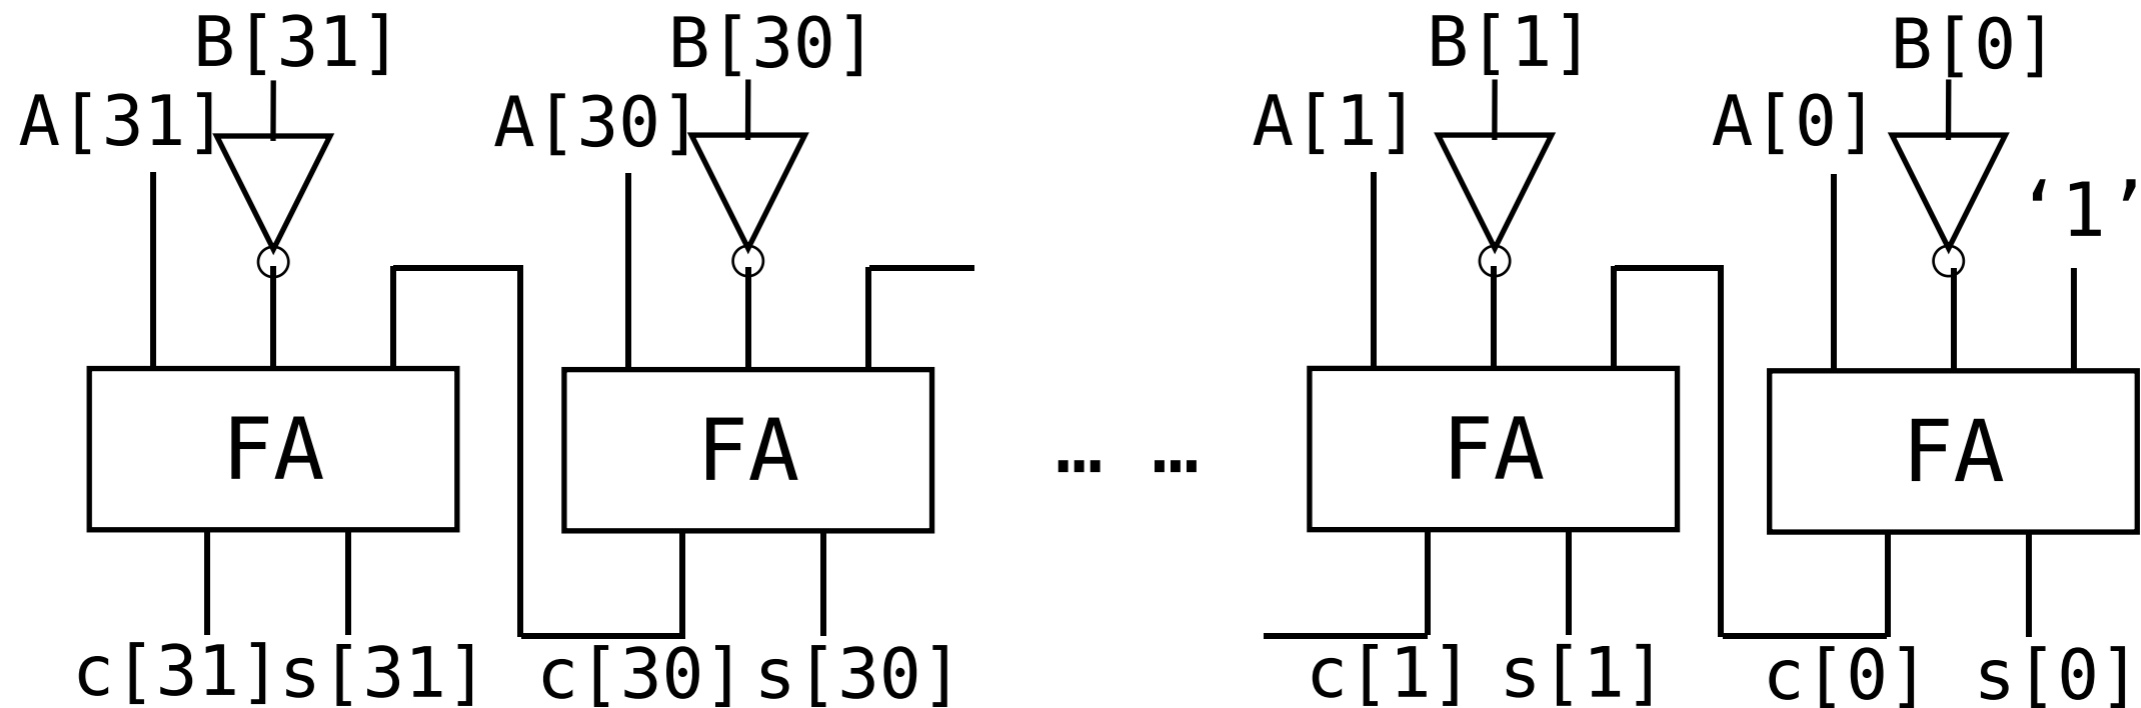 B[31] B[30] B[1] B[0]
A[31] A[30] A[1] A[0]
‘1’
FA FA … … FA FA
c[31] s[31] c[30] s[30] c[1] s[1] c[0] s[0]